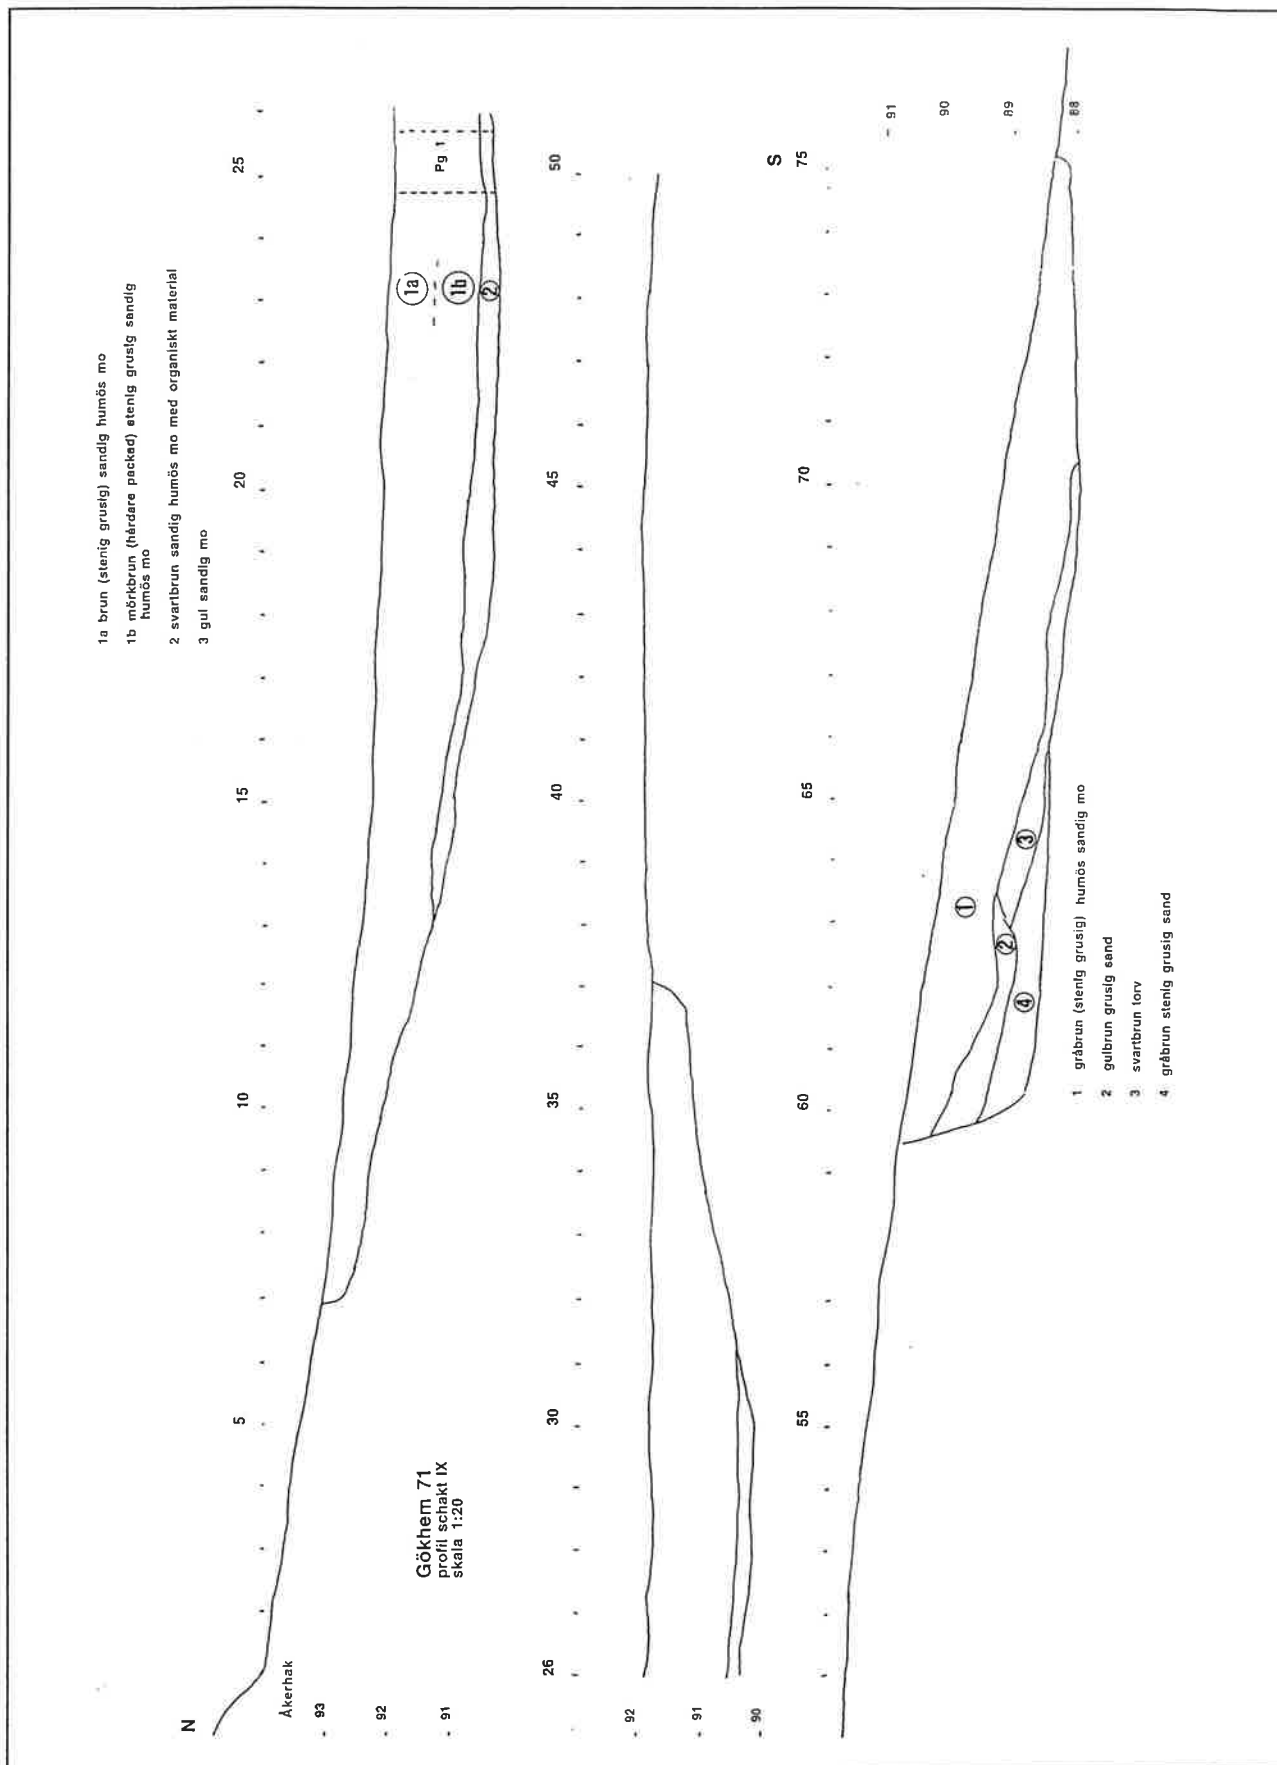 N
Åkerhak
- 93
- 92
- 91
5
10
15
20
25
1a brun (stenig grusig) sandig humös mo
1b mörkbrun (hårdare packad) stenig grusig sandig
humös mo
2 svartbrun sandig humös mo med organiskt material
3 gul sandig mo
1a
1b
2
Pg 1
Gökhem 71
profil schakt IX
skala 1:20
26
30
35
40
45
50
- 92
- 91
- 90
S
55
60
65
70
75
- 91
90
- 89
- 88
1
2
3
4
1 gråbrun (stenig grusig) humös sandig mo
2 gulbrun grusig sand
3 svartbrun torv
4 gråbrun stenig grusig sand